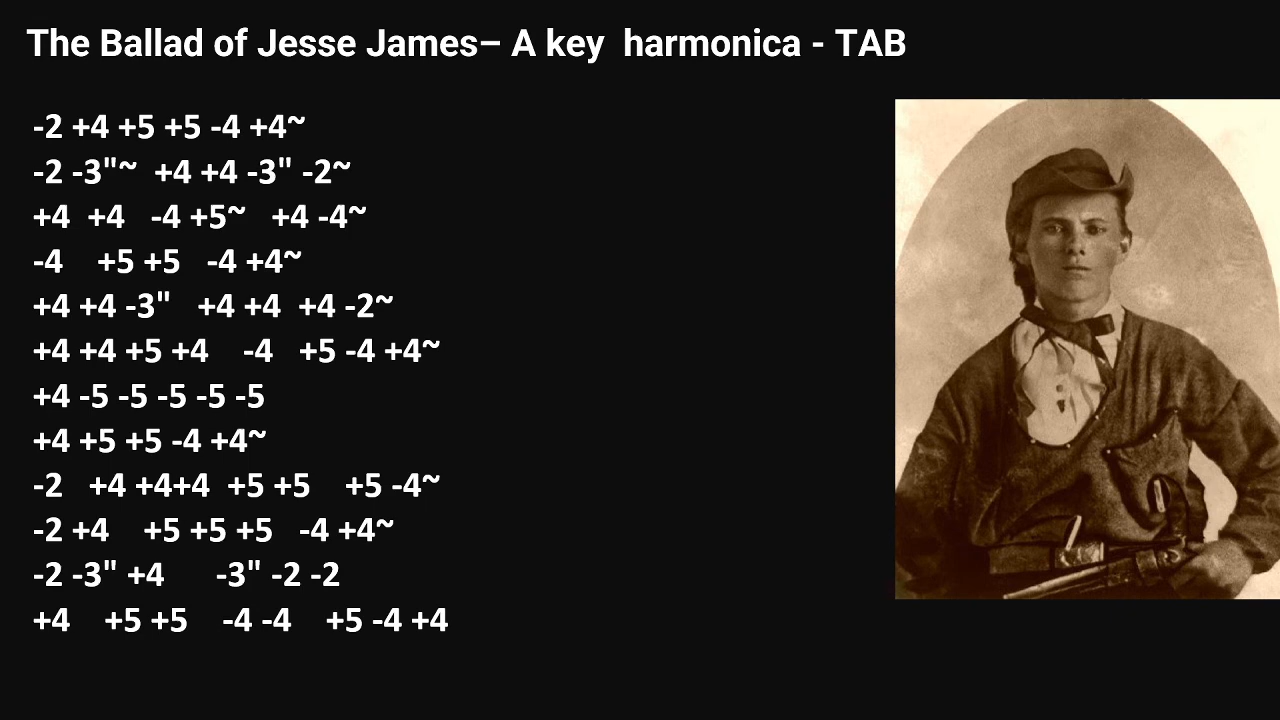 The Ballad of Jesse James– A key  harmonica - TAB
-2 +4 +5 +5 -4 +4~
-2 -3"~  +4 +4 -3" -2~
+4  +4   -4 +5~   +4 -4~
-4    +5 +5   -4 +4~
+4 +4 -3"   +4 +4  +4 -2~
+4 +4 +5 +4    -4   +5 -4 +4~
+4 -5 -5 -5 -5 -5
+4 +5 +5 -4 +4~
-2   +4 +4+4  +5 +5    +5 -4~
-2 +4    +5 +5 +5   -4 +4~
-2 -3" +4      -3" -2 -2
+4    +5 +5    -4 -4    +5 -4 +4